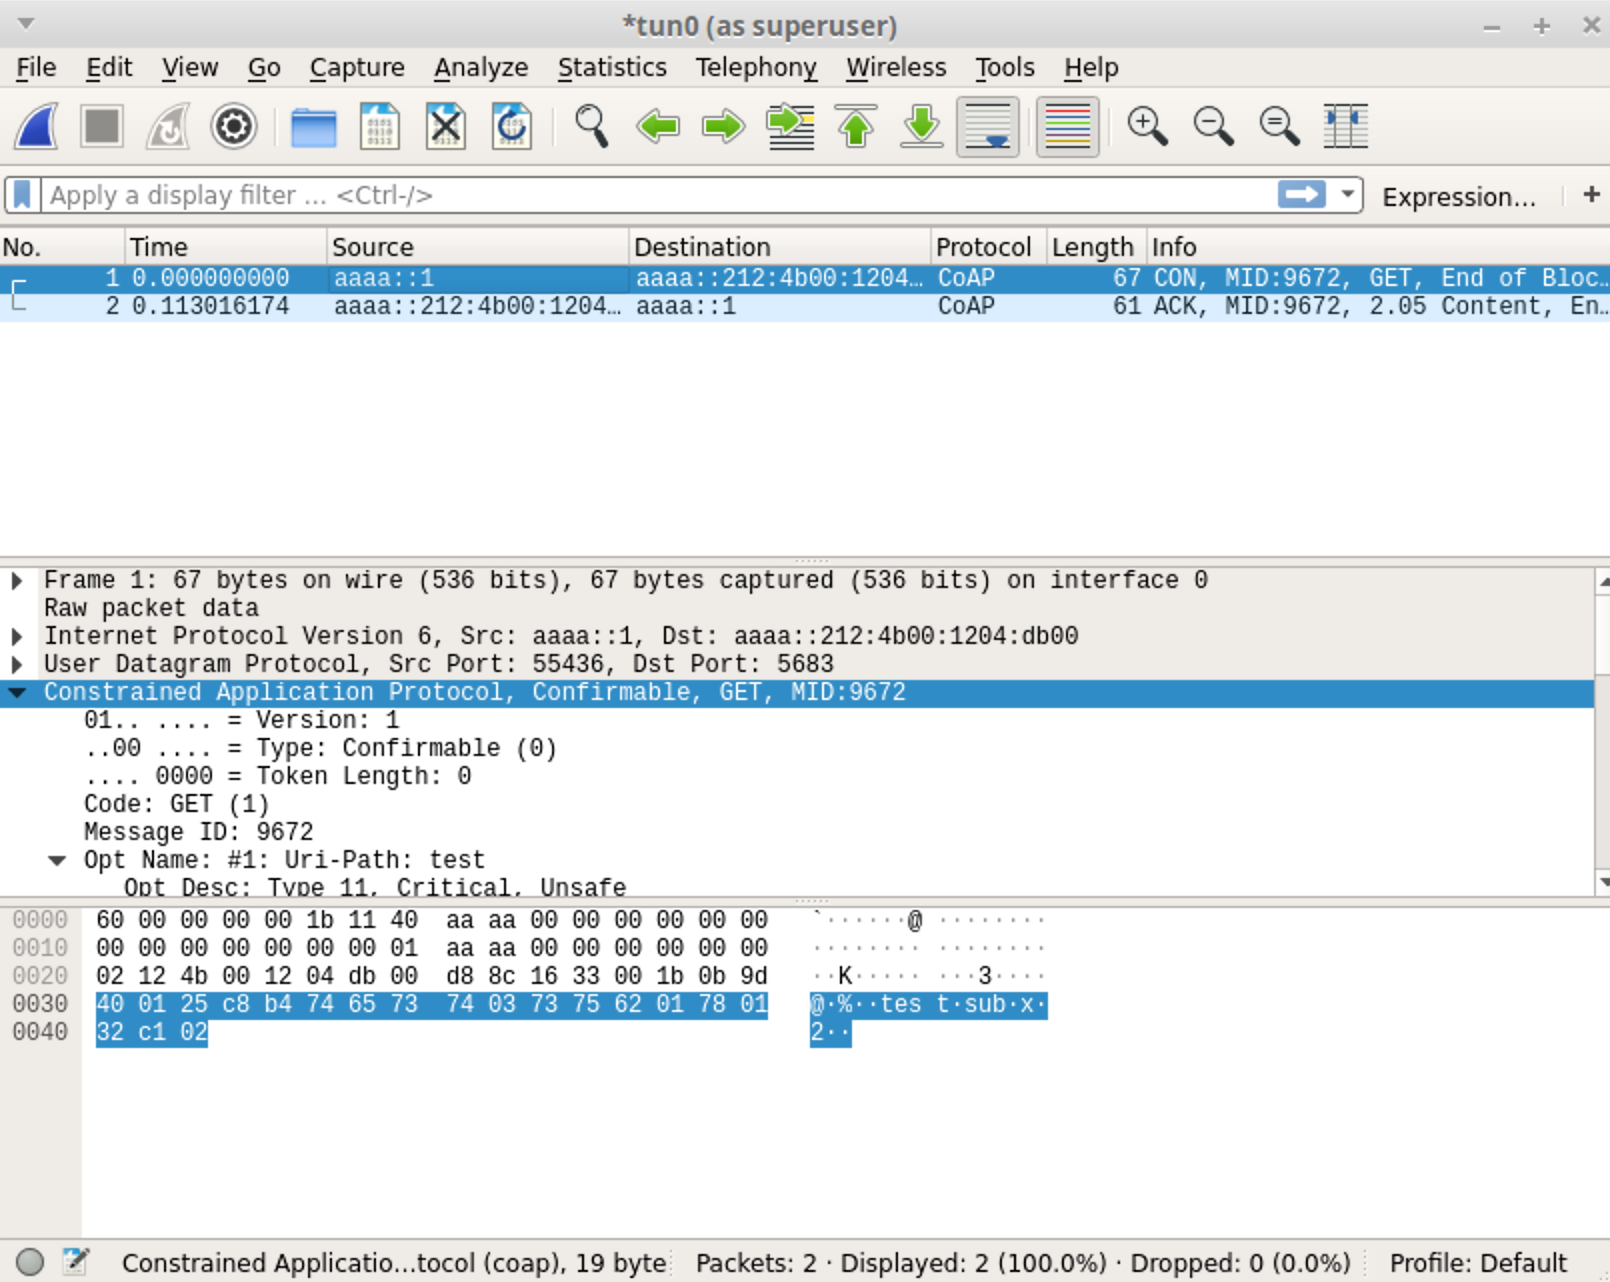 *tun0 (as superuser)
File Edit View Go Capture Analyze Statistics Telephony Wireless Tools Help
Apply a display filter ... <Ctrl-/> Expression... +
No. Time Source Destination Protocol Length Info
1 0.000000000 aaaa::1 aaaa::212:4b00:1204… CoAP 67 CON, MID:9672, GET, End of Bloc…
2 0.113016174 aaaa::212:4b00:1204… aaaa::1 CoAP 61 ACK, MID:9672, 2.05 Content, En…
Frame 1: 67 bytes on wire (536 bits), 67 bytes captured (536 bits) on interface 0
Raw packet data
Internet Protocol Version 6, Src: aaaa::1, Dst: aaaa::212:4b00:1204:db00
User Datagram Protocol, Src Port: 55436, Dst Port: 5683
Constrained Application Protocol, Confirmable, GET, MID:9672
01.. .... = Version: 1
..00 .... = Type: Confirmable (0)
.... 0000 = Token Length: 0
Code: GET (1)
Message ID: 9672
Opt Name: #1: Uri-Path: test
Opt Desc: Type 11, Critical, Unsafe
0000 60 00 00 00 00 1b 11 40 aa aa 00 00 00 00 00 00 `······@ ········
0010 00 00 00 00 00 00 00 01 aa aa 00 00 00 00 00 00 ········ ········
0020 02 12 4b 00 12 04 db 00 d8 8c 16 33 00 1b 0b 9d ··K····· ···3····
0030 40 01 25 c8 b4 74 65 73 74 03 73 75 62 01 78 01 @·%··tes t·sub·x·
0040 32 c1 02 2··
Constrained Applicatio…tocol (coap), 19 byte Packets: 2 · Displayed: 2 (100.0%) · Dropped: 0 (0.0%) Profile: Default